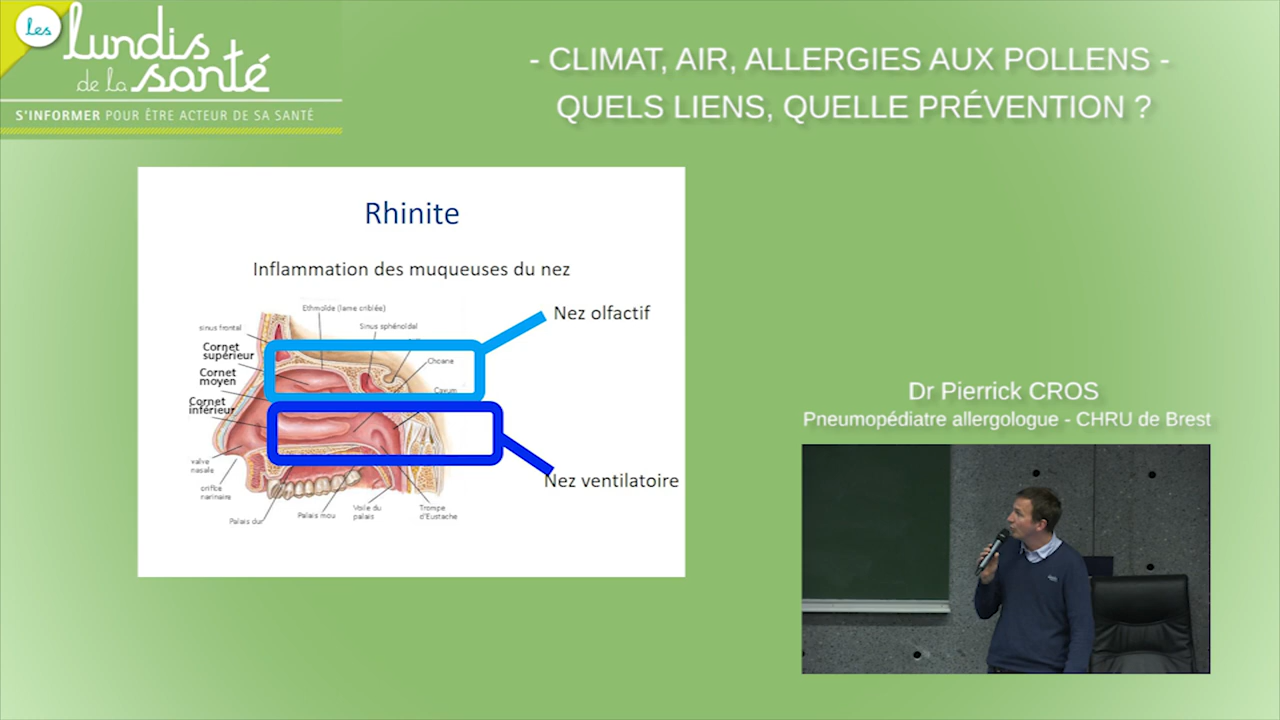 Les
lundis
de la santé
S'INFORMER POUR ÊTRE ACTEUR DE SA SANTÉ
- CLIMAT, AIR, ALLERGIES AUX POLLENS -
QUELS LIENS, QUELLE PRÉVENTION ?
Rhinite
Inflammation des muqueuses du nez
Ethmoïde (lame criblée)
Nez olfactif
sinus frontal
Sinus sphénoïdal
Cornet
supérieur
Choane
Cornet
moyen
Cavum
Cornet
inférieur
valve
nasale
Nez ventilatoire
orifice
narinaire
Palais dur
Palais mou
Voile du
palais
Trompe
d'Eustache
Dr Pierrick CROS
Pneumopédiatre allergologue - CHRU de Brest